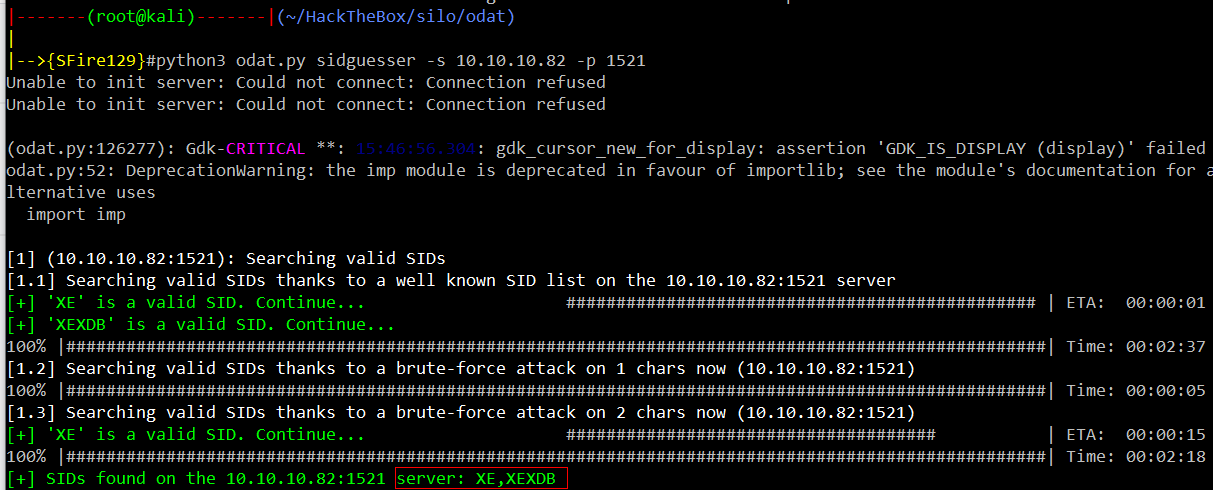 |-------(root@kali)-------|(~/HackTheBox/silo/odat)
|
|-->{SFire129}#python3 odat.py sidguesser -s 10.10.10.82 -p 1521
Unable to init server: Could not connect: Connection refused
Unable to init server: Could not connect: Connection refused
(odat.py:126277): Gdk-CRITICAL **: 15:46:56.304: gdk_cursor_new_for_display: assertion 'GDK_IS_DISPLAY (display)' failed
odat.py:52: DeprecationWarning: the imp module is deprecated in favour of importlib; see the module's documentation for a
lternative uses
  import imp
[1] (10.10.10.82:1521): Searching valid SIDs
[1.1] Searching valid SIDs thanks to a well known SID list on the 10.10.10.82:1521 server
[+] 'XE' is a valid SID. Continue...                    ############################################### | ETA:  00:00:01
[+] 'XEXDB' is a valid SID. Continue...
100% |##################################################################################################| Time: 00:02:37
[1.2] Searching valid SIDs thanks to a brute-force attack on 1 chars now (10.10.10.82:1521)
100% |##################################################################################################| Time: 00:00:05
[1.3] Searching valid SIDs thanks to a brute-force attack on 2 chars now (10.10.10.82:1521)
[+] 'XE' is a valid SID. Continue...                    #####################################           | ETA:  00:00:15
100% |##################################################################################################| Time: 00:02:18
[+] SIDs found on the 10.10.10.82:1521 server: XE,XEXDB